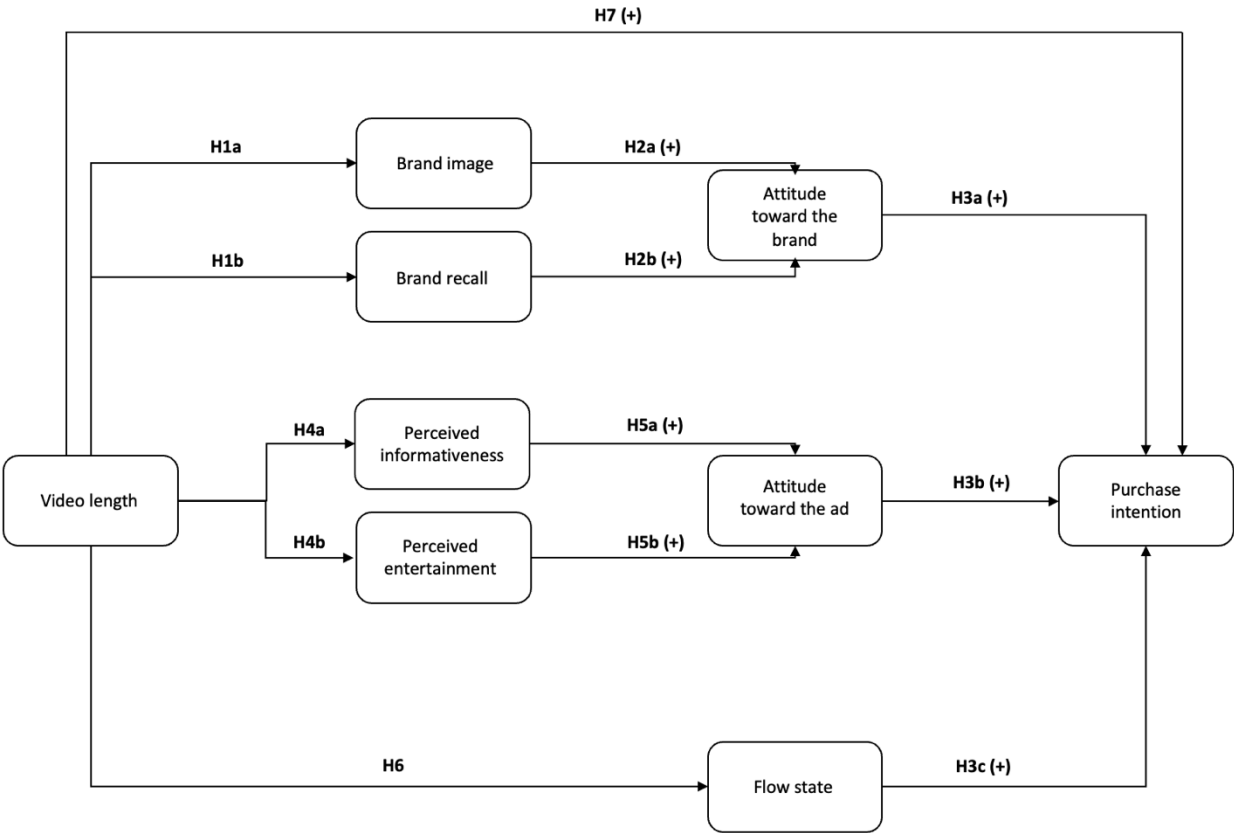 H7 (+)
H1a
Brand image
H2a (+)
Attitude
toward the
brand
H3a (+)
H1b
Brand recall
H2b (+)
Video length
H4a
Perceived
informativeness
H5a (+)
Attitude
toward the ad
H3b (+)
Purchase
intention
H4b
Perceived
entertainment
H5b (+)
H6
Flow state
H3c (+)